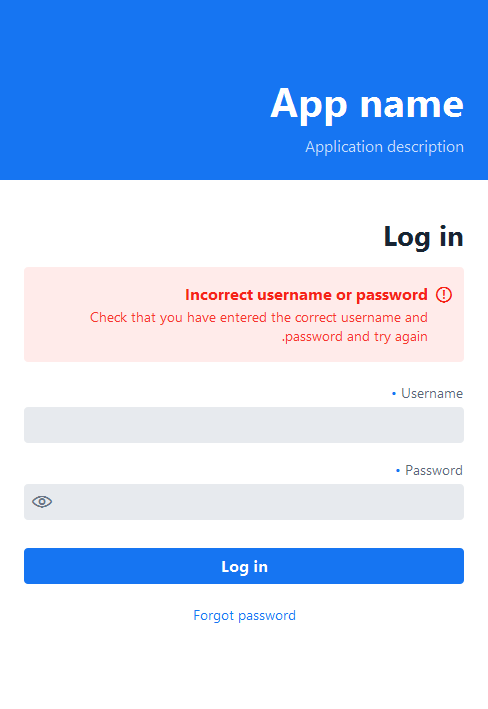 App name
Application description
Log in
Incorrect username or password
Check that you have entered the correct username and
.password and try again
• Username
• Password
Log in
Forgot password